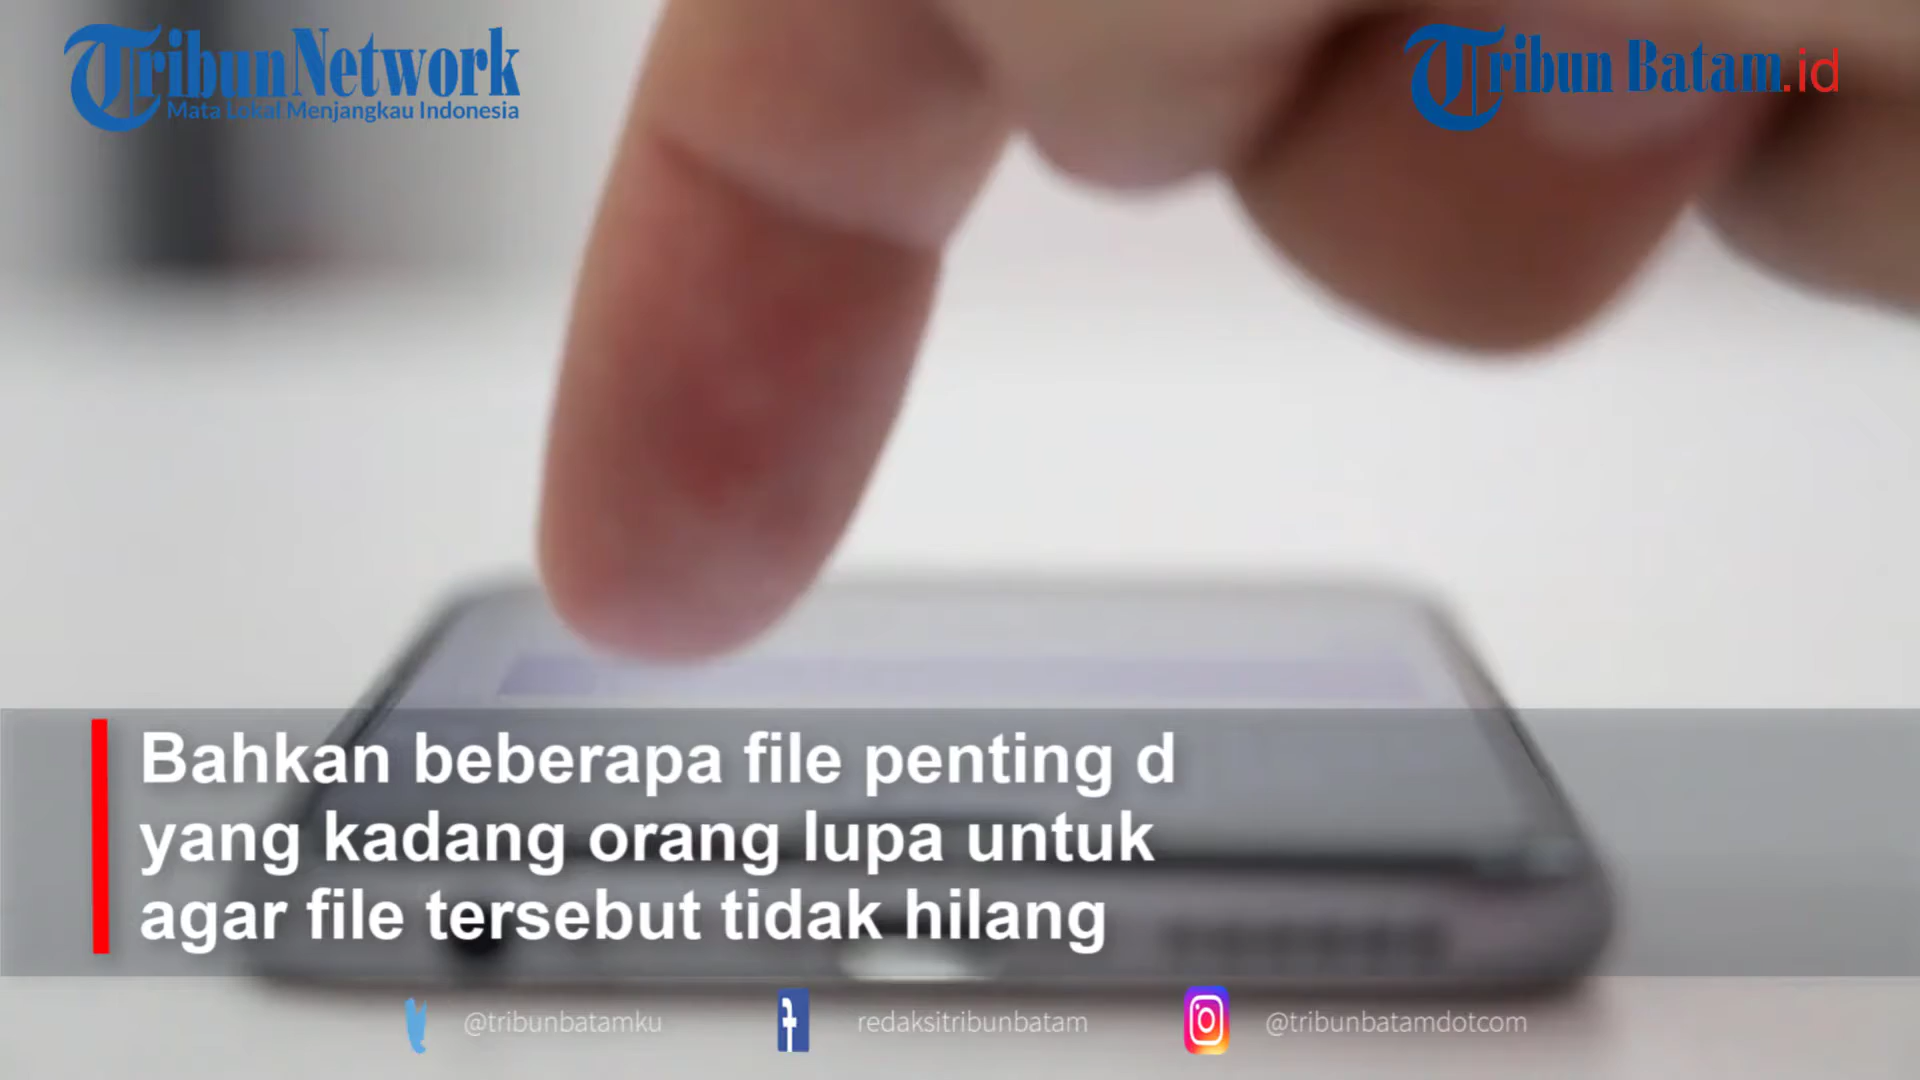 TribunNetwork
Mata Lokal Menjangkau Indonesia
Tribun Batam.id
Bahkan beberapa file penting d
yang kadang orang lupa untuk
agar file tersebut tidak hilang
@tribunbatamku
redaksitribunbatam
@tribunbatamdotcom